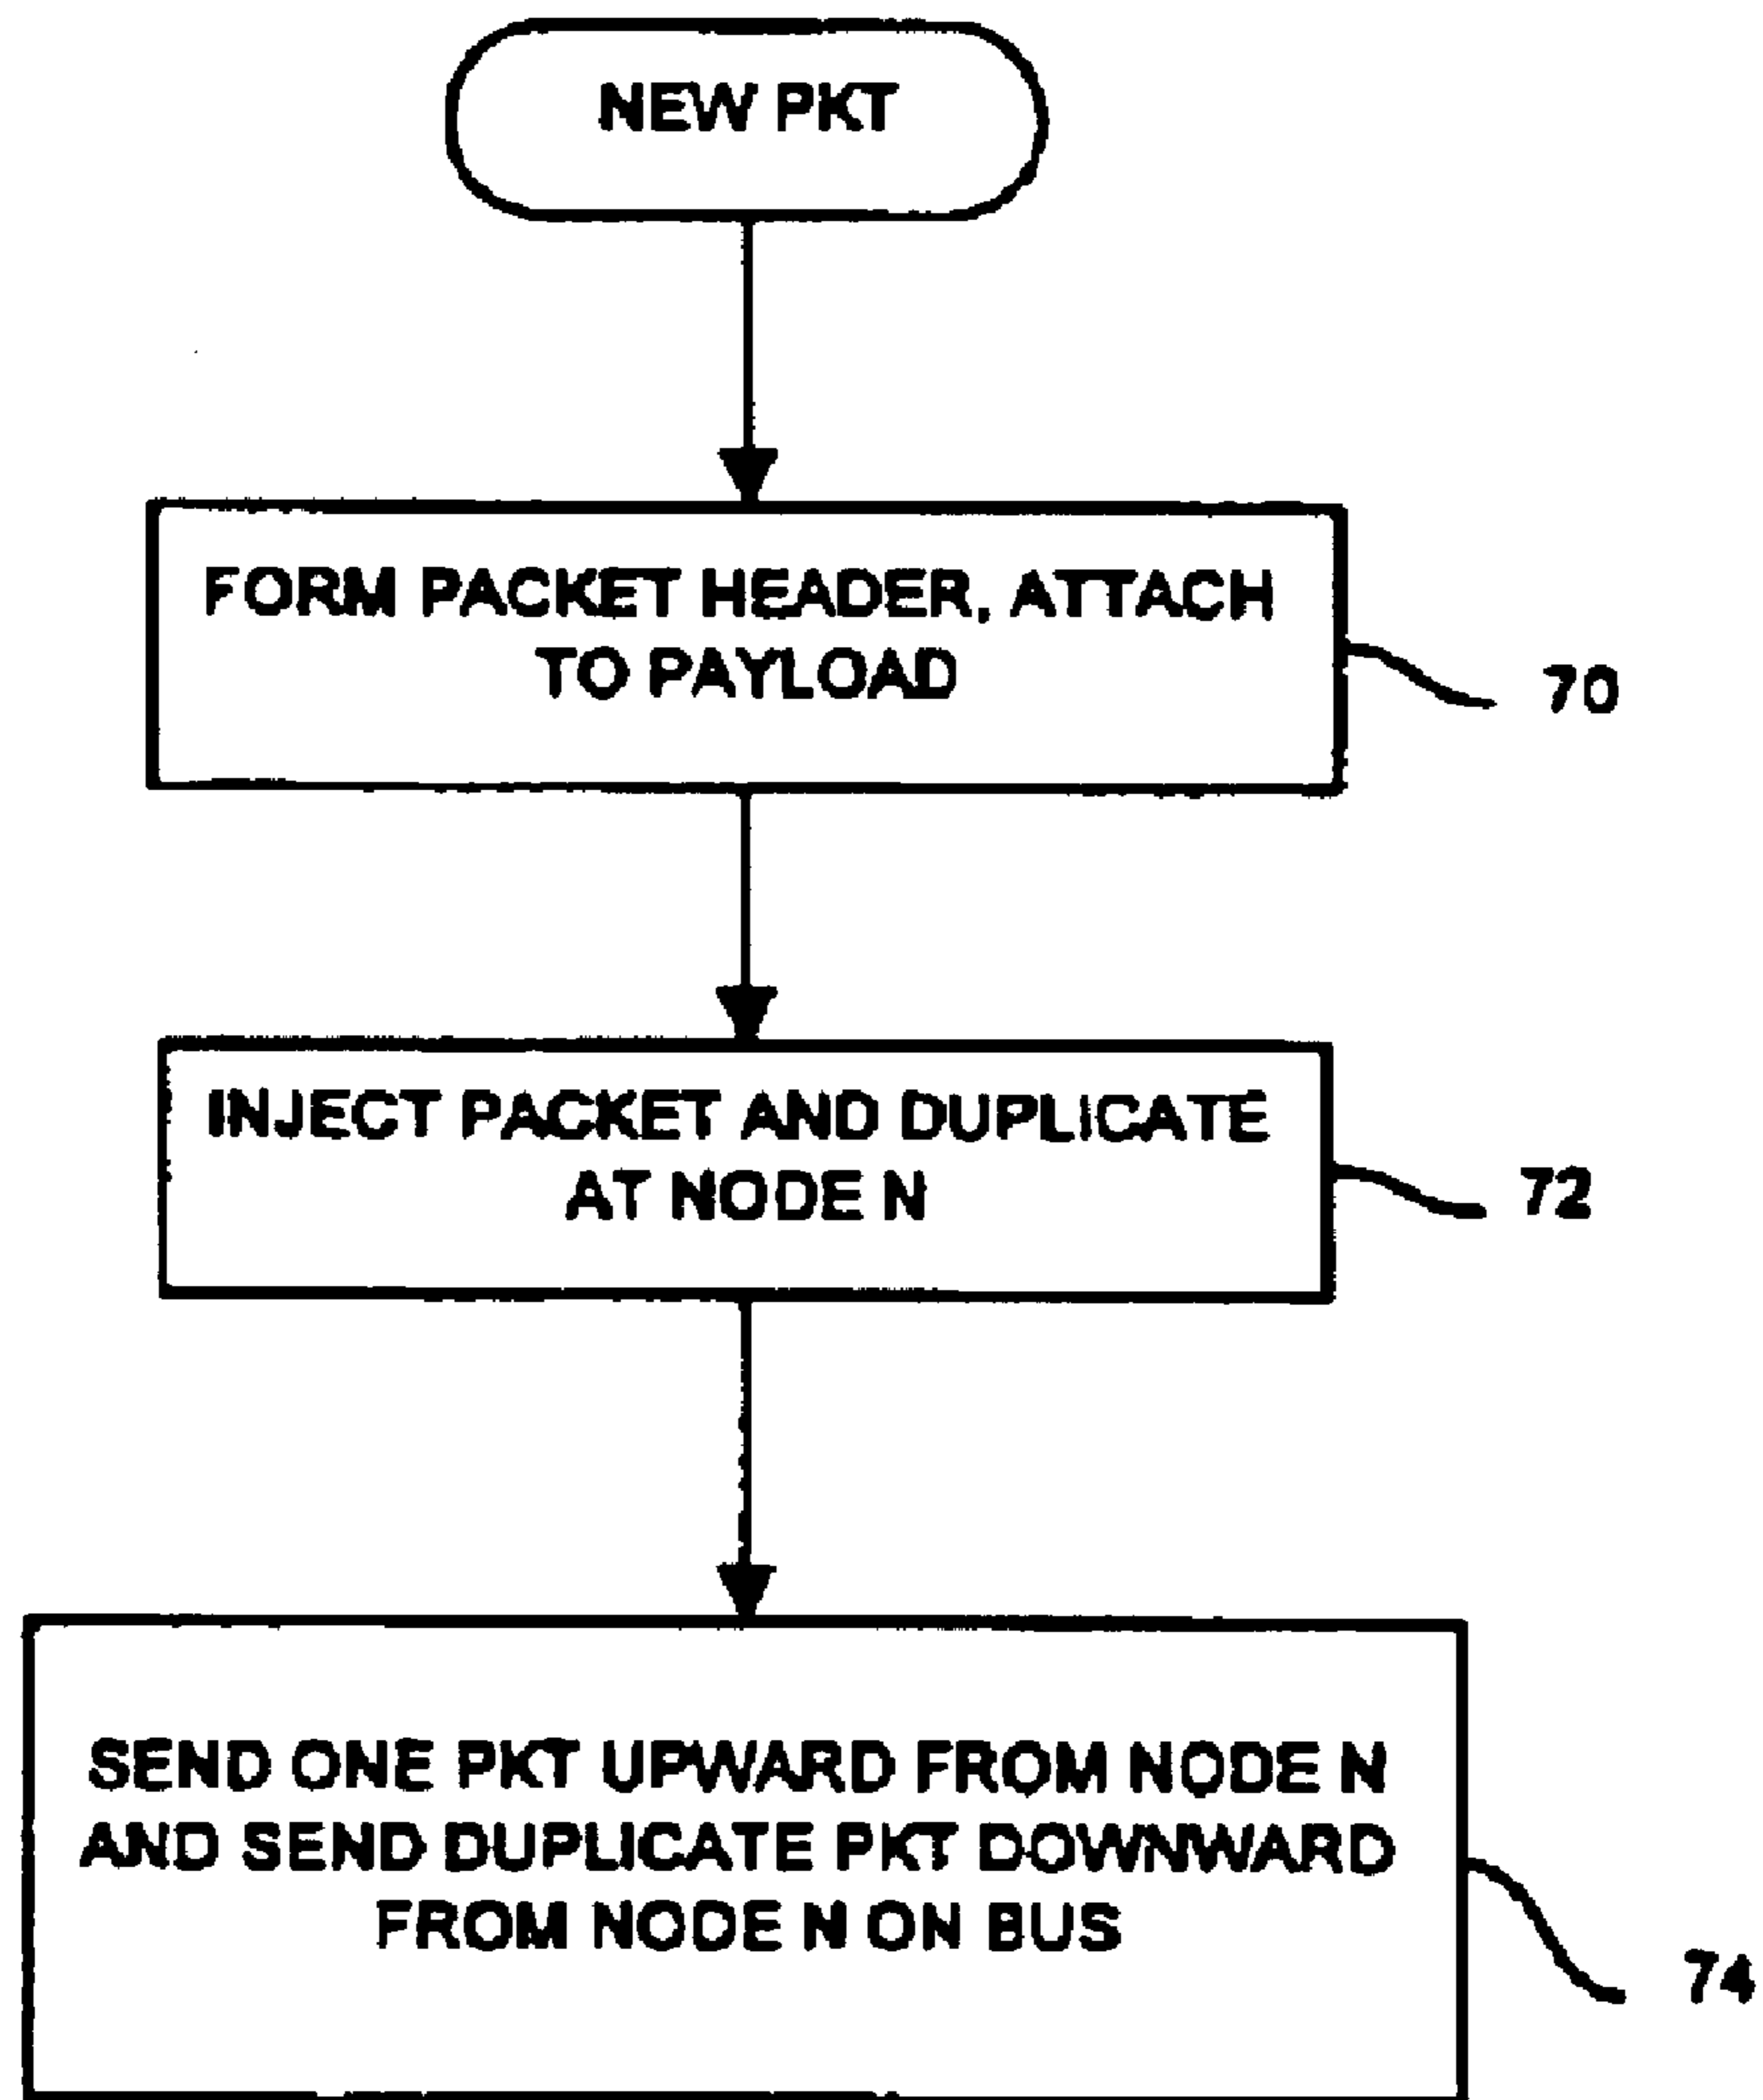 NEW PKT
FORM PACKET HEADER, ATTACH
TO PAYLOAD
70
INJECT PACKET AND DUPLICATE
AT NODE N
72
SEND ONE PKT UPWARD FROM NODE N
AND SEND DUPLICATE PKT DOWNWARD
FROM NODE N ON BUS
74